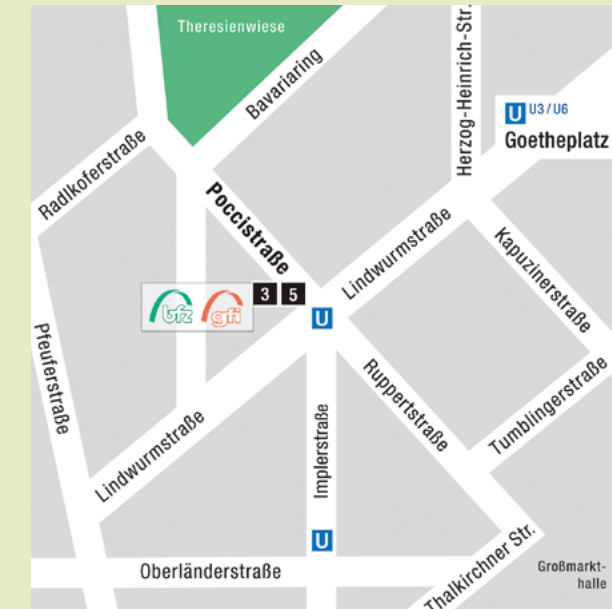 Theresienwiese
Bavariaring
Herzog-Heinrich-Str.
U U3/U6
Goetheplatz
Radlkoferstraße
Poccistraße
Lindwurmstraße
Kapuzinerstraße
bfz gfi 3 5
U
Pfeuferstraße
Ruppertstraße
Tumblingerstraße
Lindwurmstraße
Implerstraße
U
Oberländerstraße
Thalkirchner Str.
Großmarkt-
halle